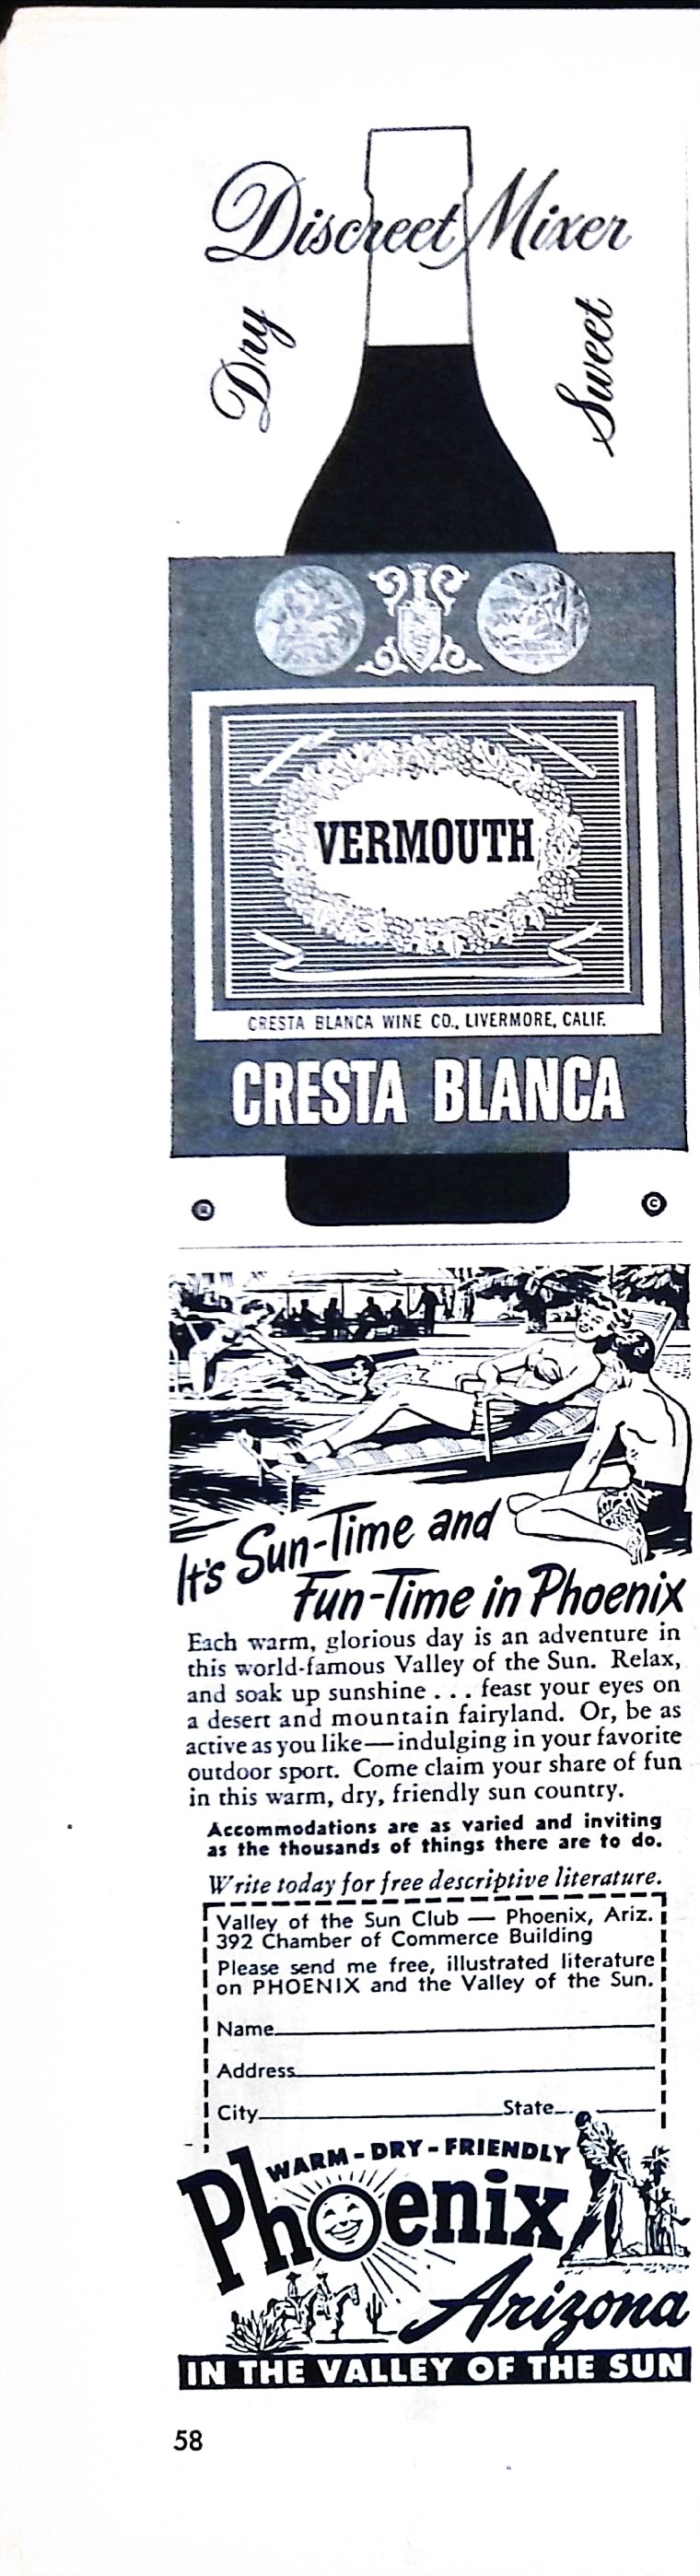 Discreet Mixer
Dry
Sweet
VERMOUTH
CRESTA BLANCA WINE CO., LIVERMORE, CALIF.
CRESTA BLANCA
®
©
It's Sun-Time and
Fun-Time in Phoenix
Each warm, glorious day is an adventure in
this world-famous Valley of the Sun. Relax,
and soak up sunshine . . . feast your eyes on
a desert and mountain fairyland. Or, be as
active as you like—indulging in your favorite
outdoor sport. Come claim your share of fun
in this warm, dry, friendly sun country.
Accommodations are as varied and inviting
as the thousands of things there are to do.
Write today for free descriptive literature.
Valley of the Sun Club — Phoenix, Ariz.
392 Chamber of Commerce Building
Please send me free, illustrated literature
on PHOENIX and the Valley of the Sun.
Name
Address
City State
WARM - DRY - FRIENDLY
Phoenix
Arizona
IN THE VALLEY OF THE SUN
58